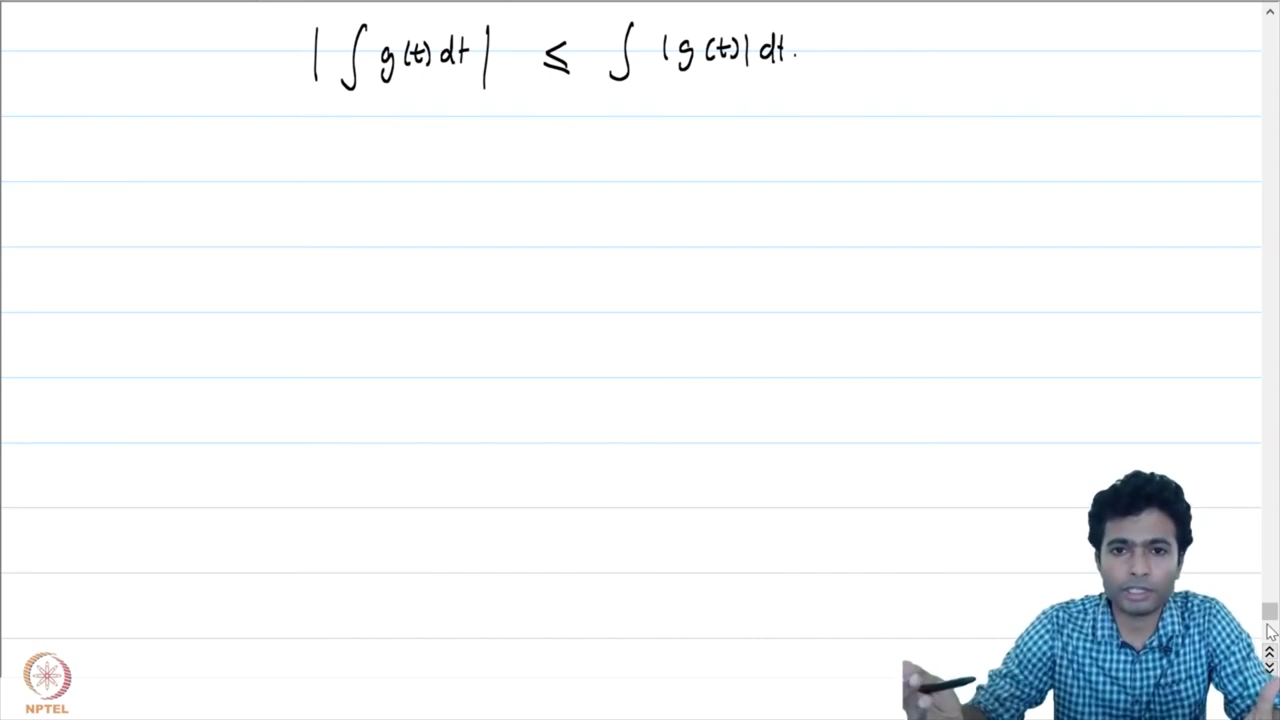 | ∫ g(t) dt | ≤ ∫ |g(t)| dt.
NPTEL